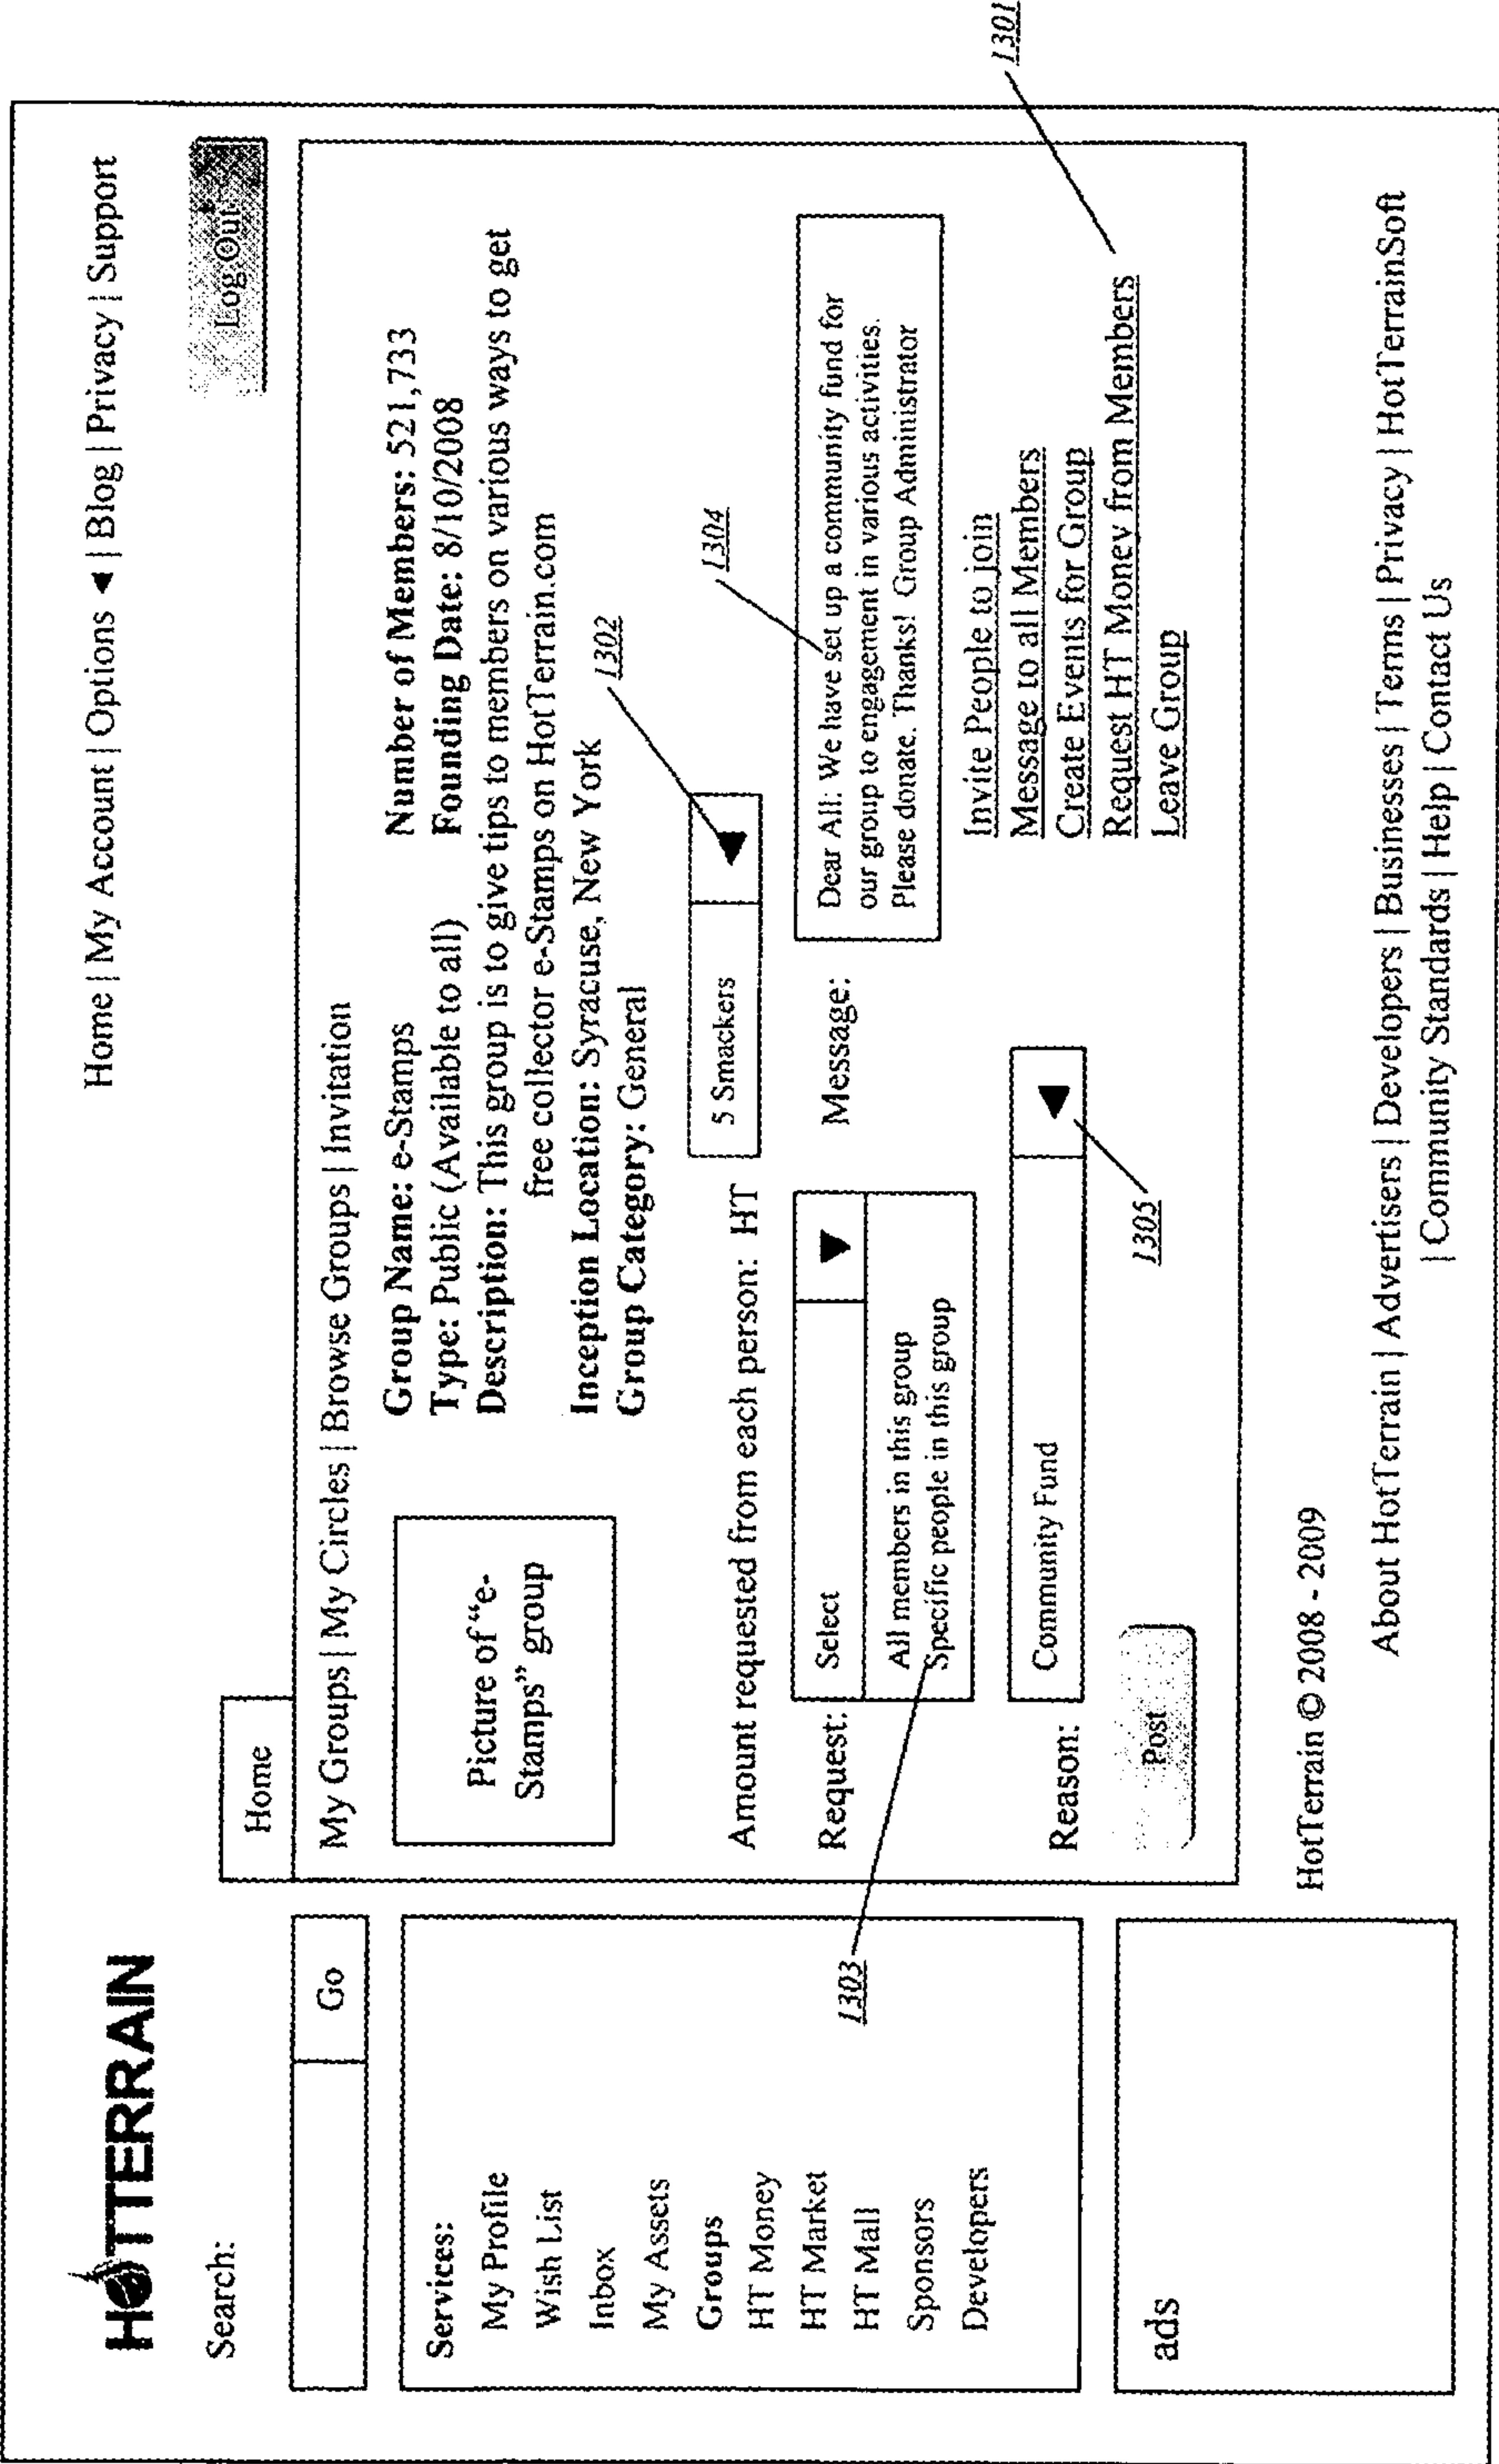 HOTTERRAIN
Home | My Account | Options ◄ | Blog | Privacy | Support
Search:
Go
Log Out
Home
My Groups | My Circles | Browse Groups | Invitation
Services:
My Profile
Wish List
Inbox
My Assets
Groups
HT Money
HT Market
HT Mall
Sponsors
Developers
ads
Picture of “e-
Stamps” group
Group Name: e-Stamps
Number of Members: 521,733
Type: Public (Available to all)
Founding Date: 8/10/2008
Description: This group is to give tips to members on various ways to get
free collector e-Stamps on HotTerrain.com
Inception Location: Syracuse, New York
Group Category: General
1302
1304
Amount requested from each person: HT
5 Smackers
Request:
Select
All members in this group
Specific people in this group
1303
Message:
Dear All: We have set up a community fund for
our group to engagement in various activities.
Please donate. Thanks! Group Administrator
Reason:
Community Fund
1305
Post
Invite People to join
Message to all Members
Create Events for Group
Request HT Money from Members
Leave Group
1301
HotTerrain © 2008 - 2009
About HotTerrain | Advertisers | Developers | Businesses | Terms | Privacy | HotTerrainSoft
| Community Standards | Help | Contact Us